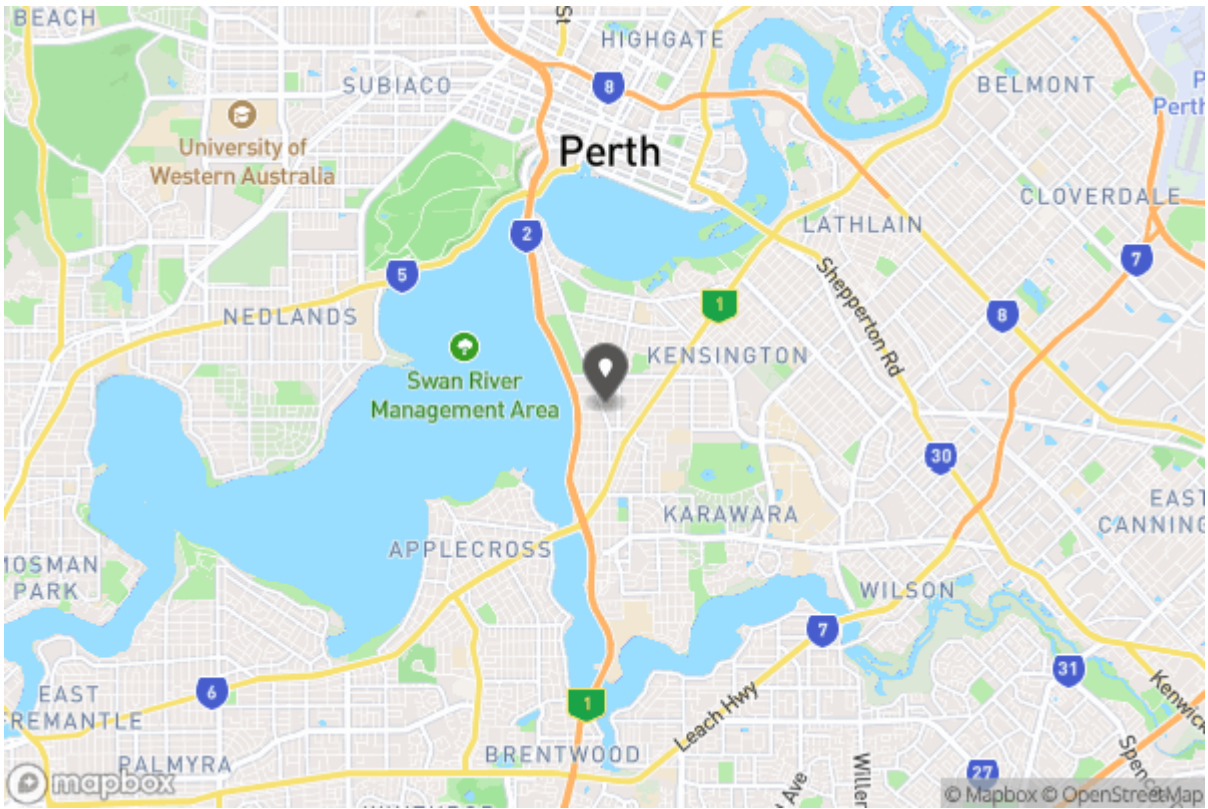 BEACH
St
HIGHGATE
SUBIACO
8
BELMONT
P
Perth
University of
Western Australia
Perth
CLOVERDALE
LATHLAIN
2
7
5
Shepperton Rd
1
8
NEDLANDS
KENSINGTON
Swan River
Management Area
30
KARAWARA
EAST
CANNING
APPLECROSS
MOSMAN
PARK
WILSON
7
31
EAST
FREMANTLE
6
1
Leach Hwy
Kenwick
BRENTWOOD
PALMYRA
27
Ave
mapbox
© Mapbox © OpenStreetMap